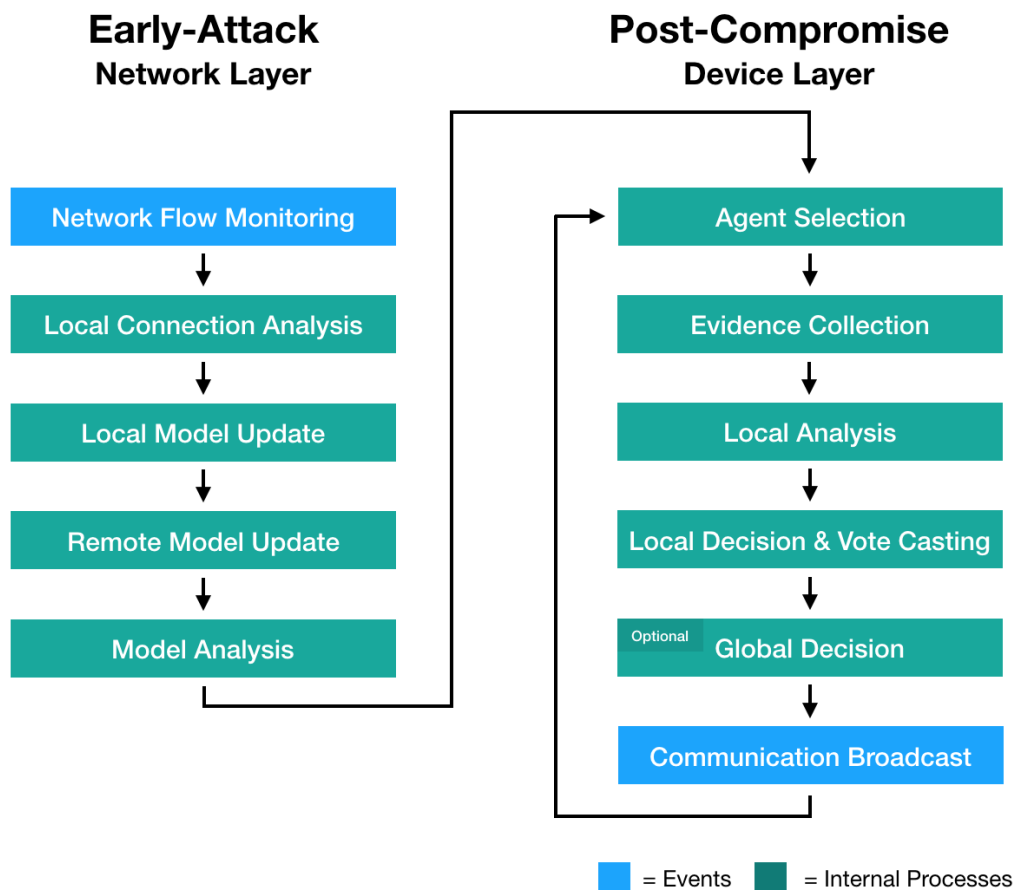 Early-Attack
Network Layer
Network Flow Monitoring
Local Connection Analysis
Local Model Update
Remote Model Update
Model Analysis
Post-Compromise
Device Layer
Agent Selection
Evidence Collection
Local Analysis
Local Decision & Vote Casting
Optional
Global Decision
Communication Broadcast
= Events
= Internal Processes